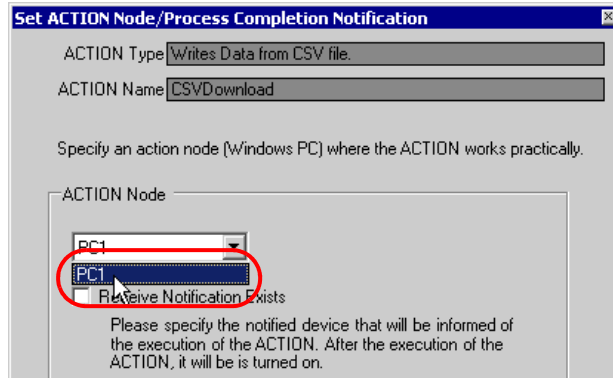 Set ACTION Node/Process Completion Notification
ACTION Type Writes Data from CSV file.
ACTION Name CSVDownload
Specify an action node (Windows PC) where the ACTION works practically.
ACTION Node
PC1
PC1
Receive Notification Exists
Please specify the notified device that will be informed of
the execution of the ACTION. After the execution of the
ACTION, it will be is turned on.